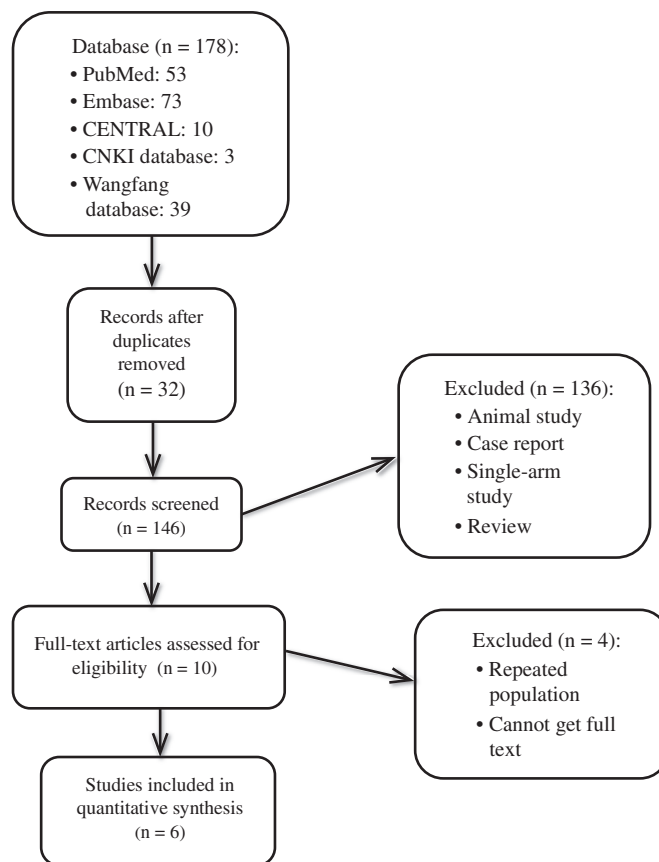 Database (n = 178):
• PubMed: 53
• Embase: 73
• CENTRAL: 10
• CNKI database: 3
• Wangfang
database: 39
Records after
duplicates
removed
(n = 32)
Excluded (n = 136):
• Animal study
• Case report
• Single-arm
study
• Review
Records screened
(n = 146)
Full-text articles assessed for
eligibility (n = 10)
Excluded (n = 4):
• Repeated
population
• Cannot get full
text
Studies included in
quantitative synthesis
(n = 6)